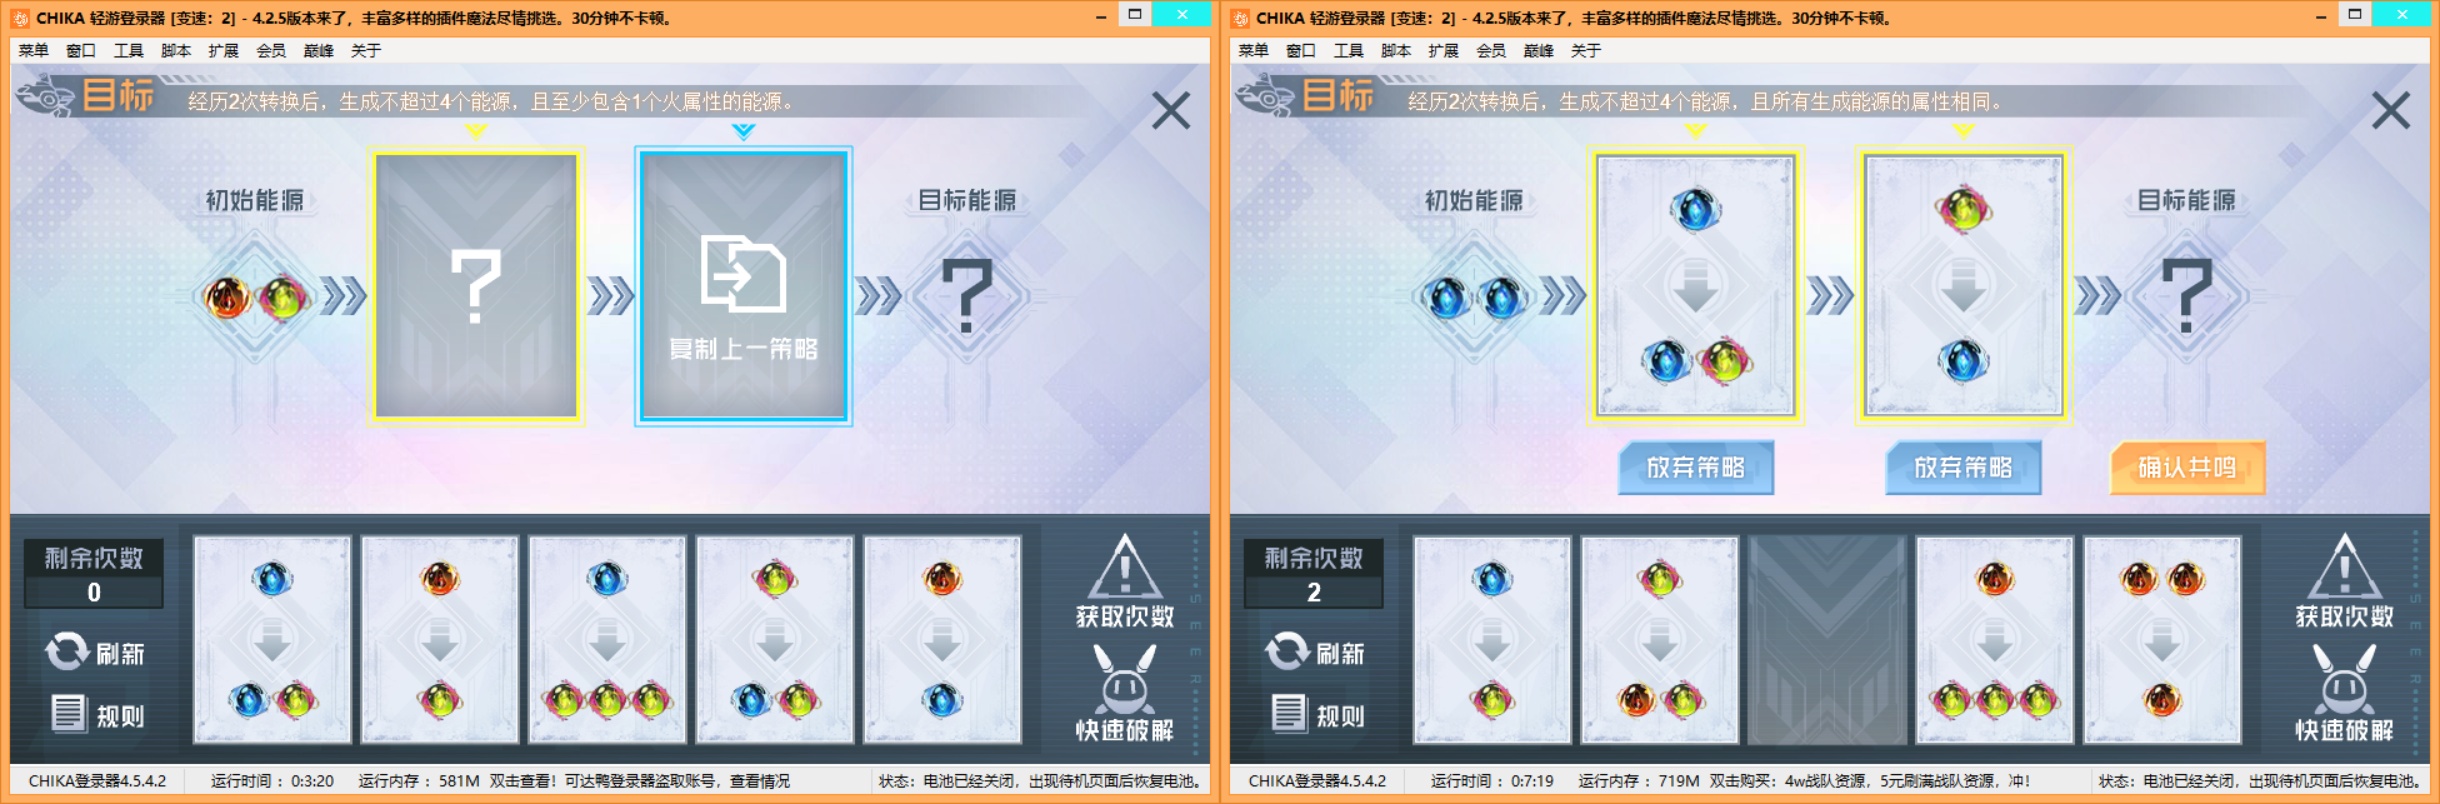 CHIKA 轻游登录器 [变速：2] - 4.2.5版本来了，丰富多样的插件魔法尽情挑选。30分钟不卡顿。
菜单 窗口 工具 脚本 扩展 会员 巅峰 关于
目标
经历2次转换后，生成不超过4个能源，且至少包含1个火属性的能源。
初始能源
?
复制上一策略
目标能源
?
剩余次数
0
刷新
规则
获取次数
快速破解
SEER
CHIKA登录器4.5.4.2 运行时间：0:3:20 运行内存：581M 双击查看！可达鸭登录器盗取账号，查看情况 状态：电池已经关闭，出现待机页面后恢复电池。
CHIKA 轻游登录器 [变速：2] - 4.2.5版本来了，丰富多样的插件魔法尽情挑选。30分钟不卡顿。
菜单 窗口 工具 脚本 扩展 会员 巅峰 关于
目标
经历2次转换后，生成不超过4个能源，且所有生成能源的属性相同。
初始能源
目标能源
?
放弃策略
放弃策略
确认共鸣
剩余次数
2
刷新
规则
获取次数
快速破解
SEER
CHIKA登录器4.5.4.2 运行时间：0:7:19 运行内存：719M 双击购买：4w战队资源，5元刷满战队资源，冲！ 状态：电池已经关闭，出现待机页面后恢复电池。